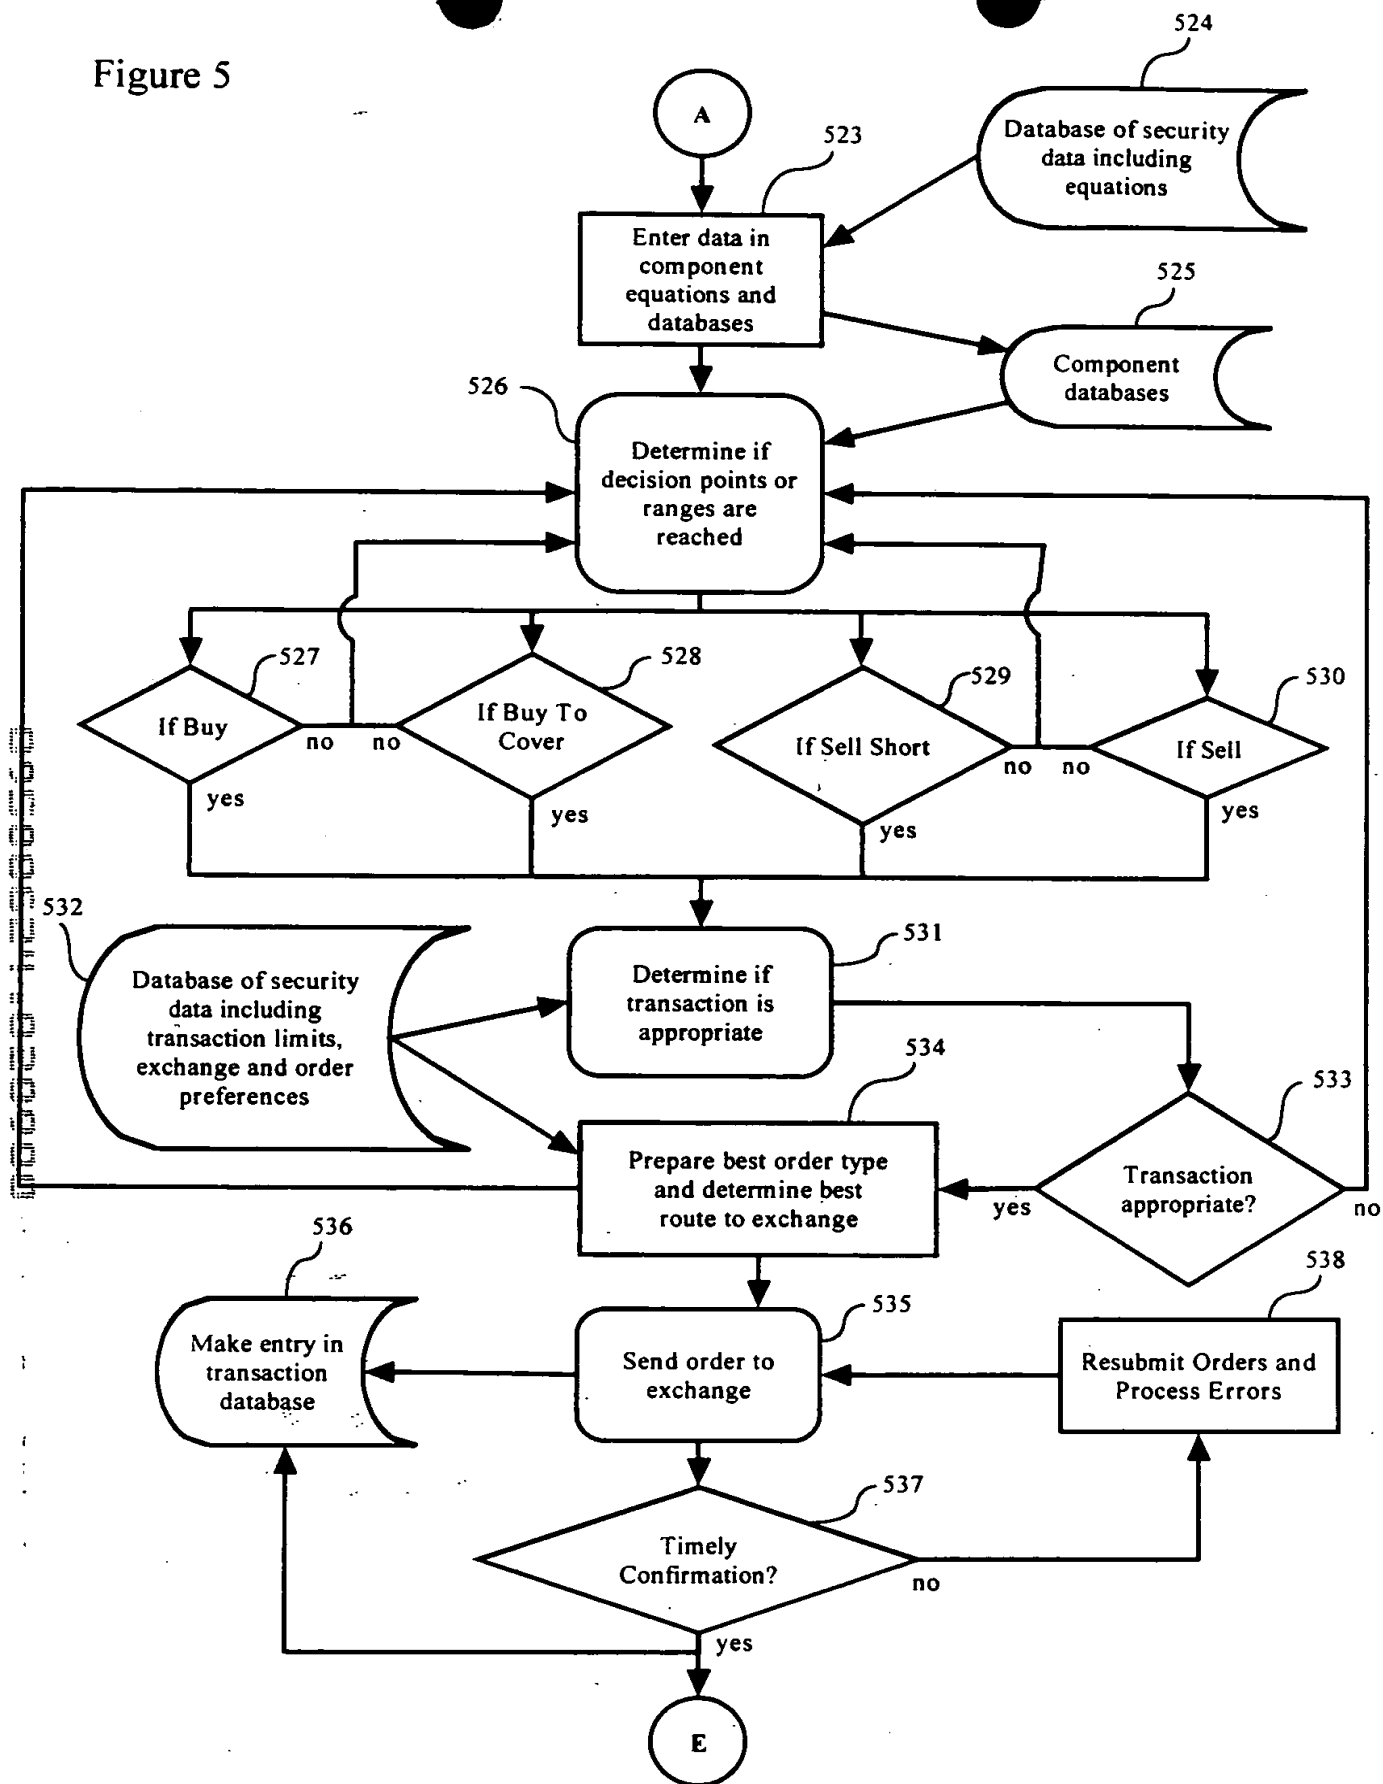 Figure 5
524
A
523
Database of security
data including
equations
Enter data in
component
equations and
databases
525
Component
databases
526
Determine if
decision points or
ranges are
reached
527
528
529
530
If Buy
If Buy To
Cover
If Sell Short
If Sell
no no
no no
yes
yes
yes
yes
532
531
Database of security
data including
transaction limits,
exchange and order
preferences
Determine if
transaction is
appropriate
534
533
Prepare best order type
and determine best
route to exchange
Transaction
appropriate?
yes
no
536
535
538
Make entry in
transaction
database
Send order to
exchange
Resubmit Orders and
Process Errors
537
Timely
Confirmation?
no
yes
E